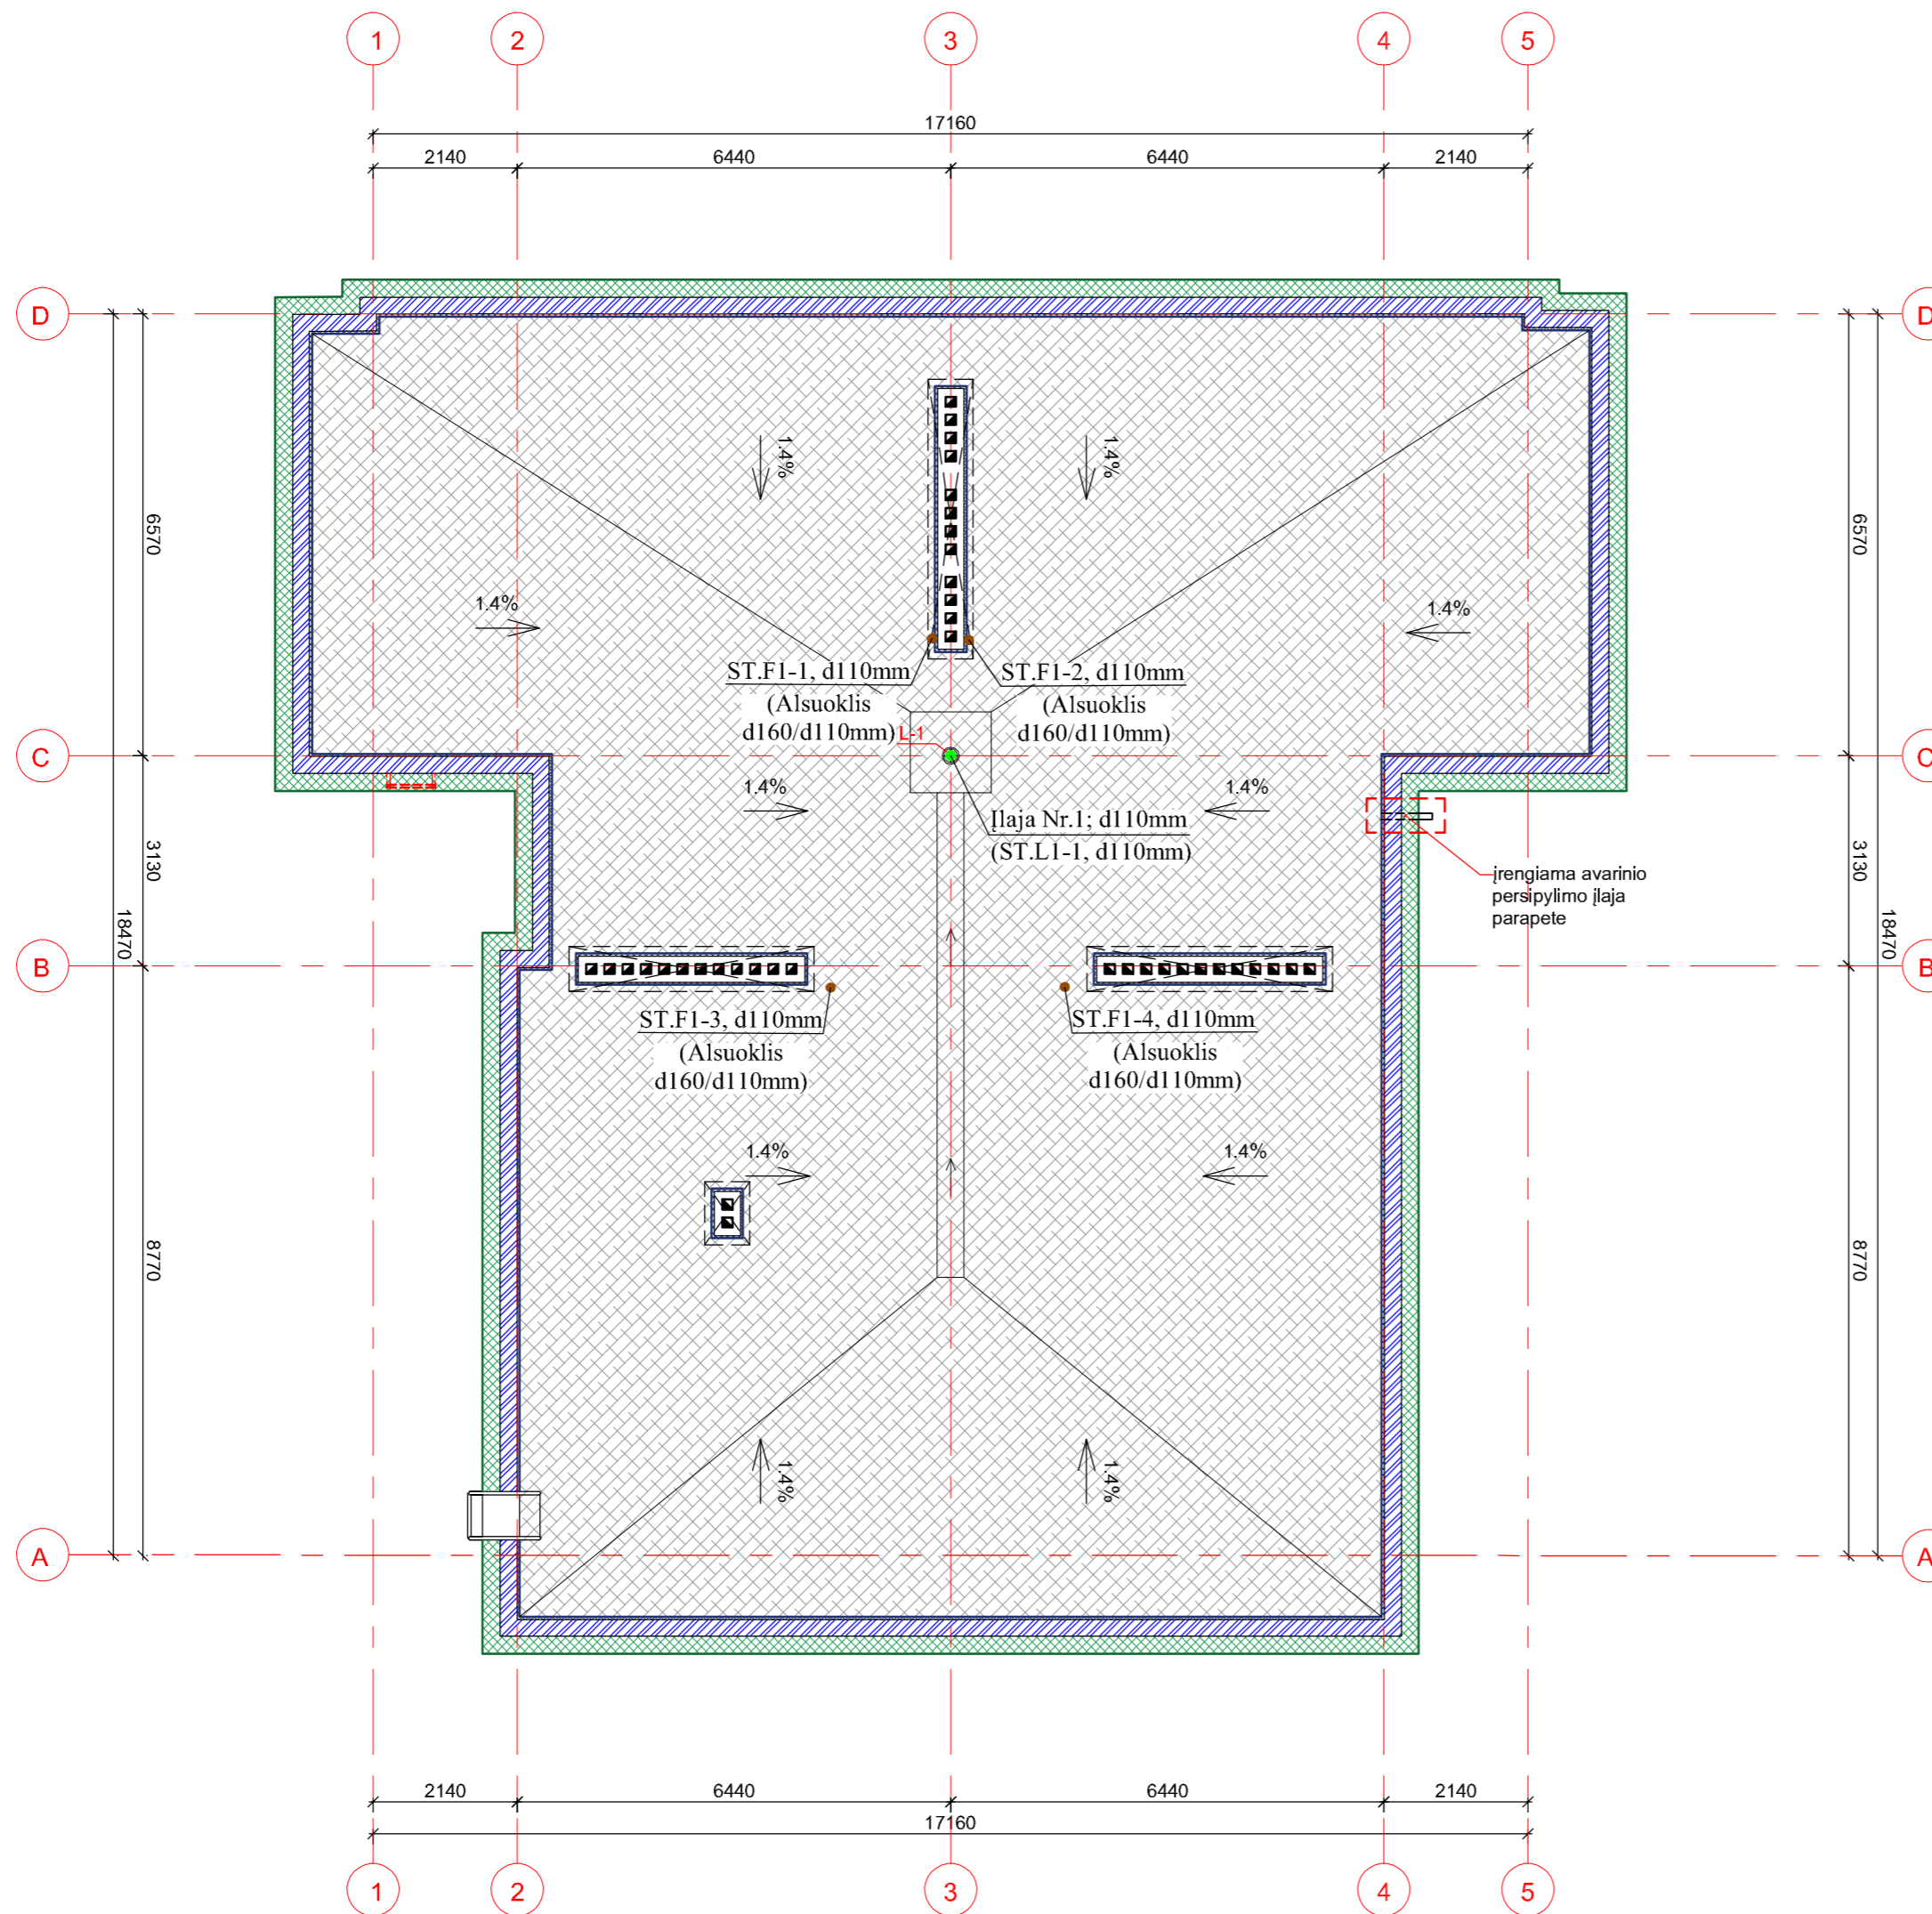 1 2 3 4 5
17160
2140 6440 6440 2140
D D
1.4% 1.4%
6570 6570
1.4% 1.4%
ST.F1-1, d110mm ST.F1-2, d110mm
(Alsuoklis (Alsuoklis
d160/d110mm) d160/d110mm)
L-1
C C
1.4% 1.4%
Įlaja Nr.1; d110mm
(ST.L1-1, d110mm)
3130 3130
įrengiama avarinio
persipylimo įlaja
parapete
18470 18470
B B
ST.F1-3, d110mm ST.F1-4, d110mm
(Alsuoklis (Alsuoklis
d160/d110mm) d160/d110mm)
1.4% 1.4%
8770 8770
1.4% 1.4%
A A
2140 6440 6440 2140
17160
1 2 3 4 5